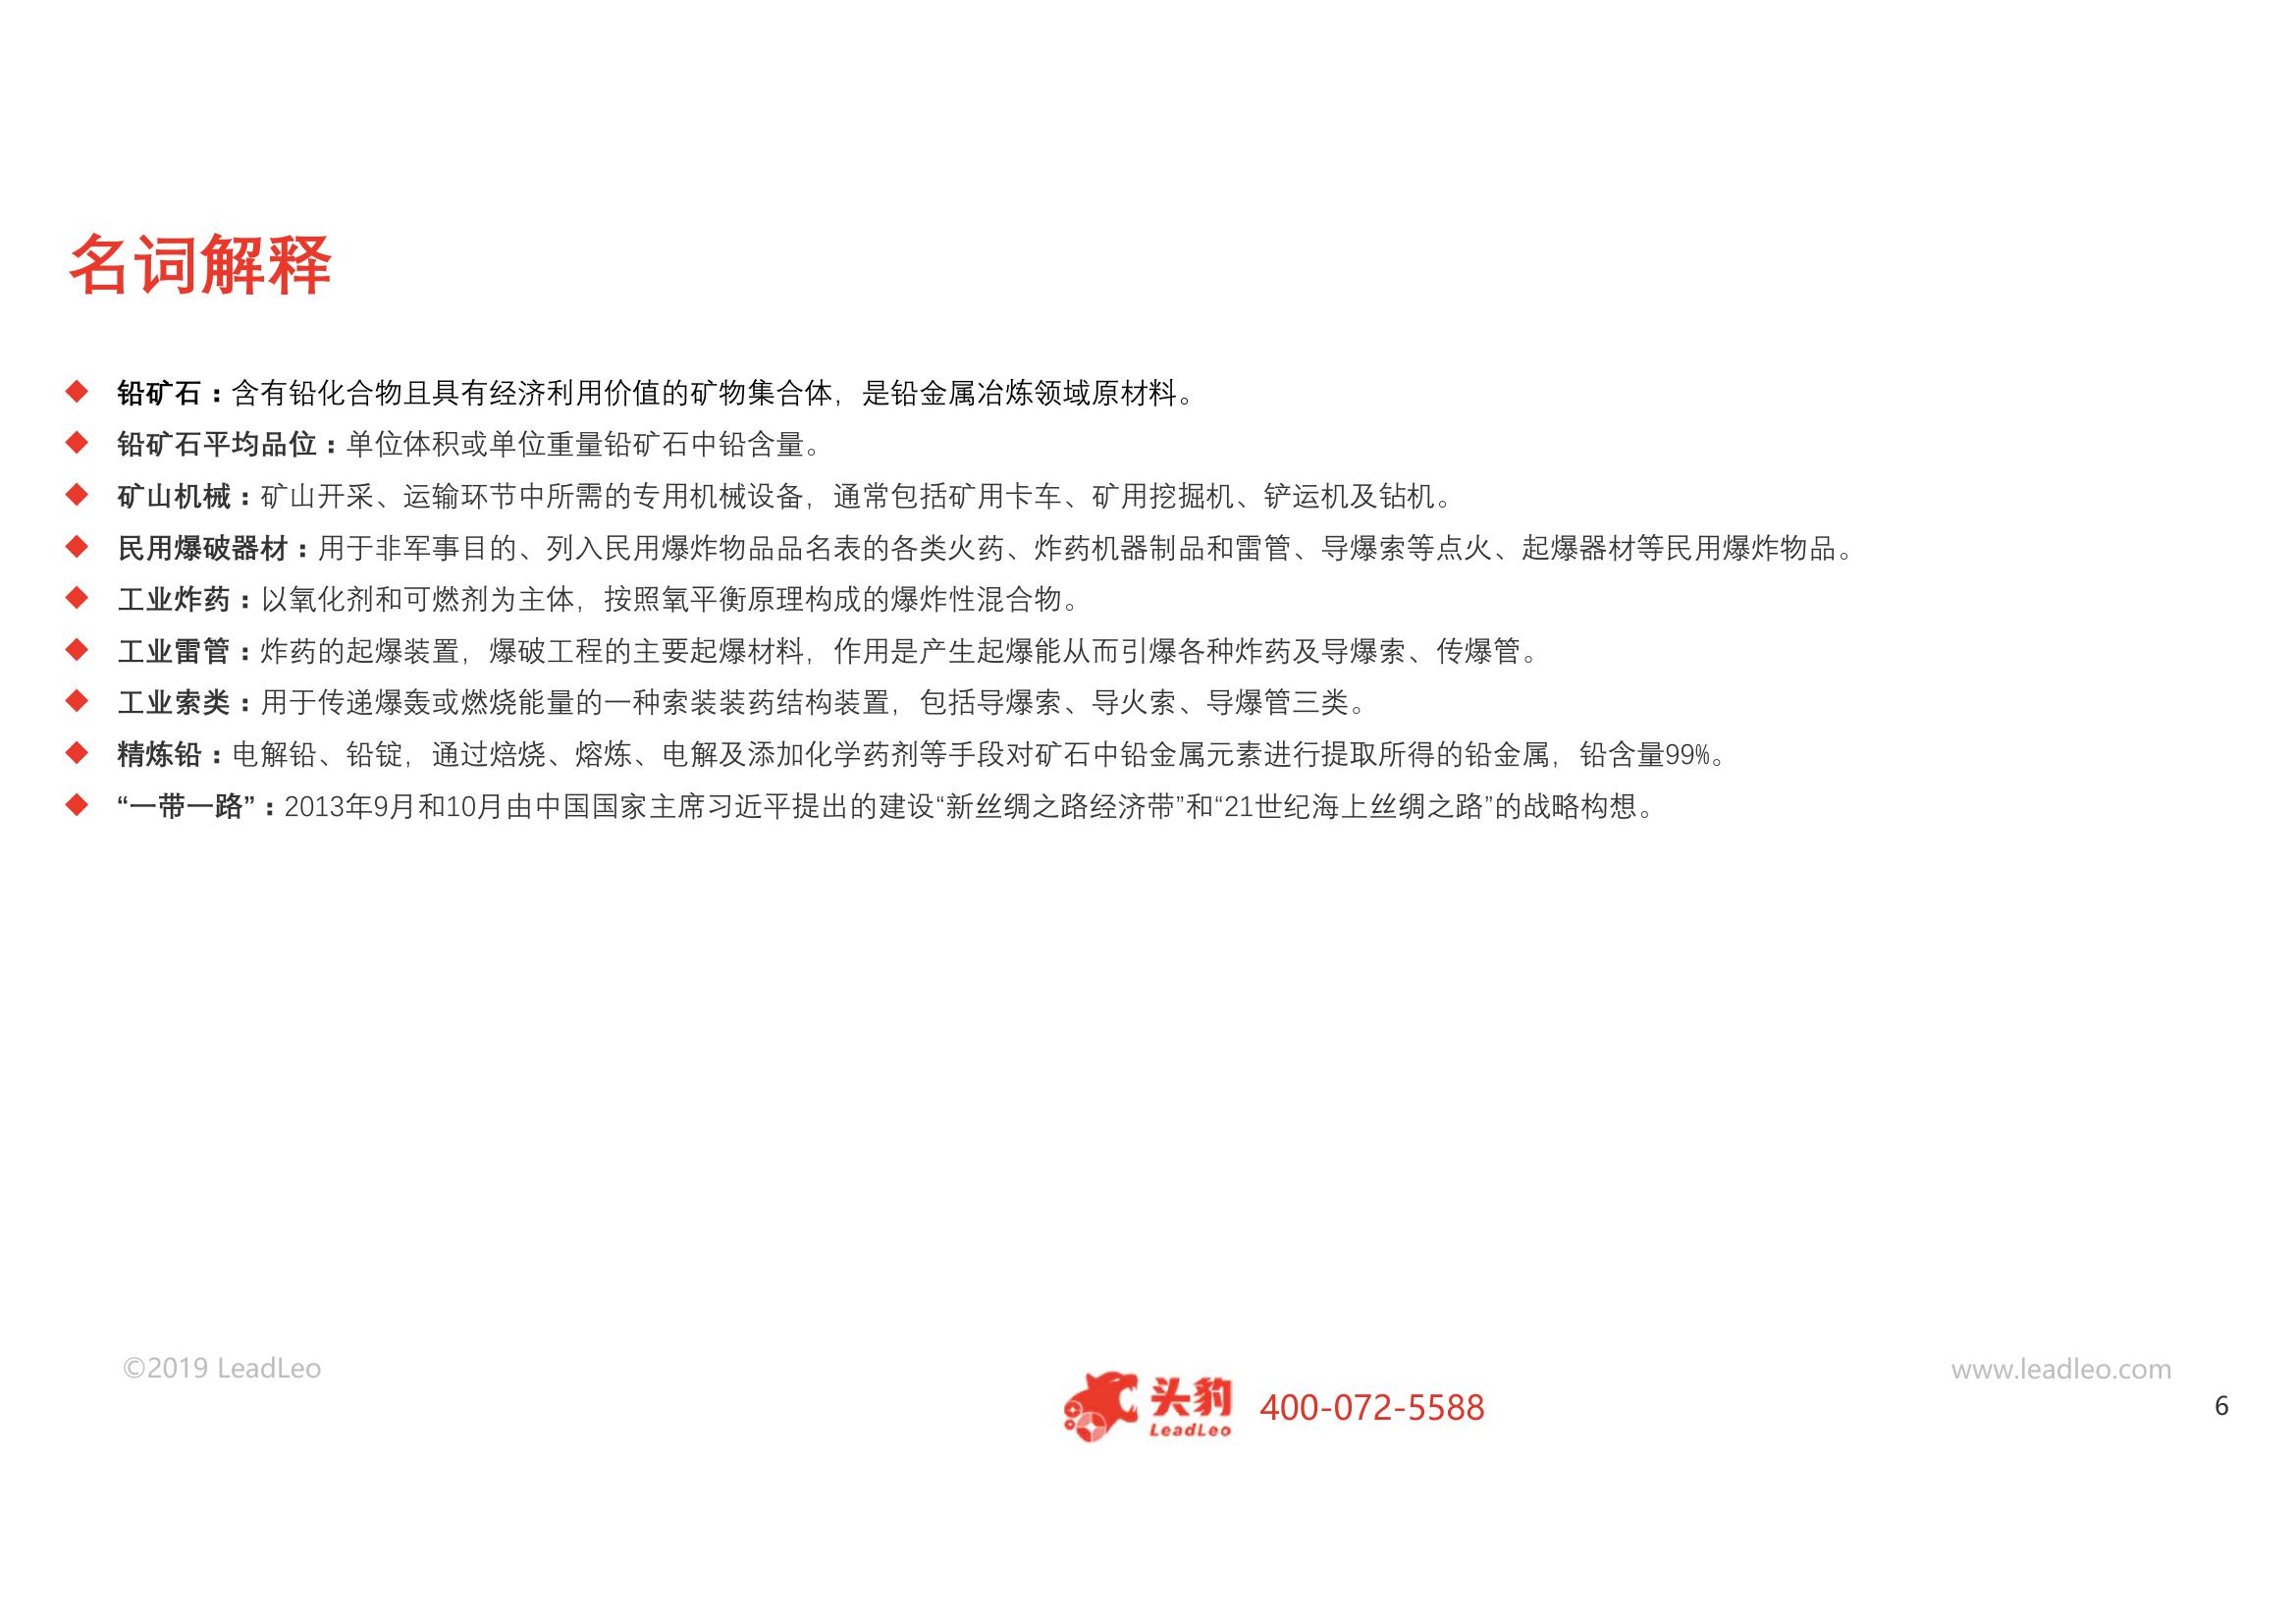 名词解释
铅矿石：含有铅化合物且具有经济利用价值的矿物集合体，是铅金属冶炼领域原材料。
铅矿石平均品位：单位体积或单位重量铅矿石中铅含量。
矿山机械：矿山开采、运输环节中所需的专用机械设备，通常包括矿用卡车、矿用挖掘机、铲运机及钻机。
民用爆破器材：用于非军事目的、列入民用爆炸物品品名表的各类火药、炸药机器制品和雷管、导爆索等点火、起爆器材等民用爆炸物品。
工业炸药：以氧化剂和可燃剂为主体，按照氧平衡原理构成的爆炸性混合物。
工业雷管：炸药的起爆装置，爆破工程的主要起爆材料，作用是产生起爆能从而引爆各种炸药及导爆索、传爆管。
工业索类：用于传递爆轰或燃烧能量的一种索装装药结构装置，包括导爆索、导火索、导爆管三类。
精炼铅：电解铅、铅锭，通过焙烧、熔炼、电解及添加化学药剂等手段对矿石中铅金属元素进行提取所得的铅金属，铅含量99%。
“一带一路”：2013年9月和10月由中国国家主席习近平提出的建设“新丝绸之路经济带”和“21世纪海上丝绸之路”的战略构想。
©2019 LeadLeo
www.leadleo.com
头豹
LeadLeo
400-072-5588
6